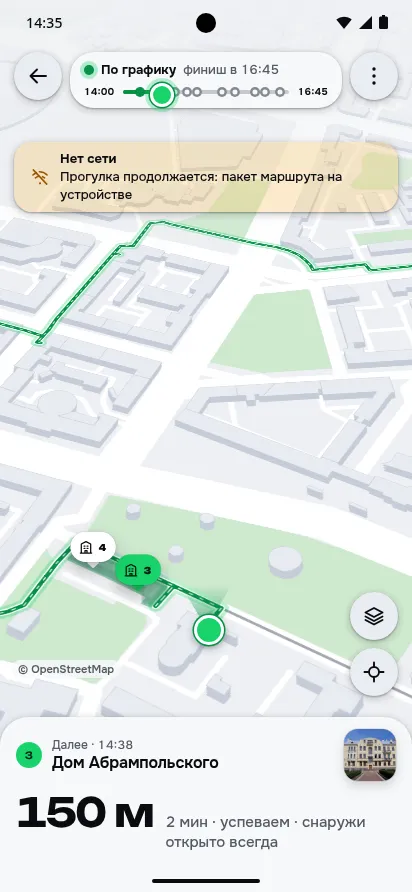 14:35
По графику финиш в 16:45
14:00 16:45
Нет сети
Прогулка продолжается: пакет маршрута на
устройстве
4
3
© OpenStreetMap
3
Далее · 14:38
Дом Абрампольского
150 м
2 мин · успеваем · снаружи
открыто всегда